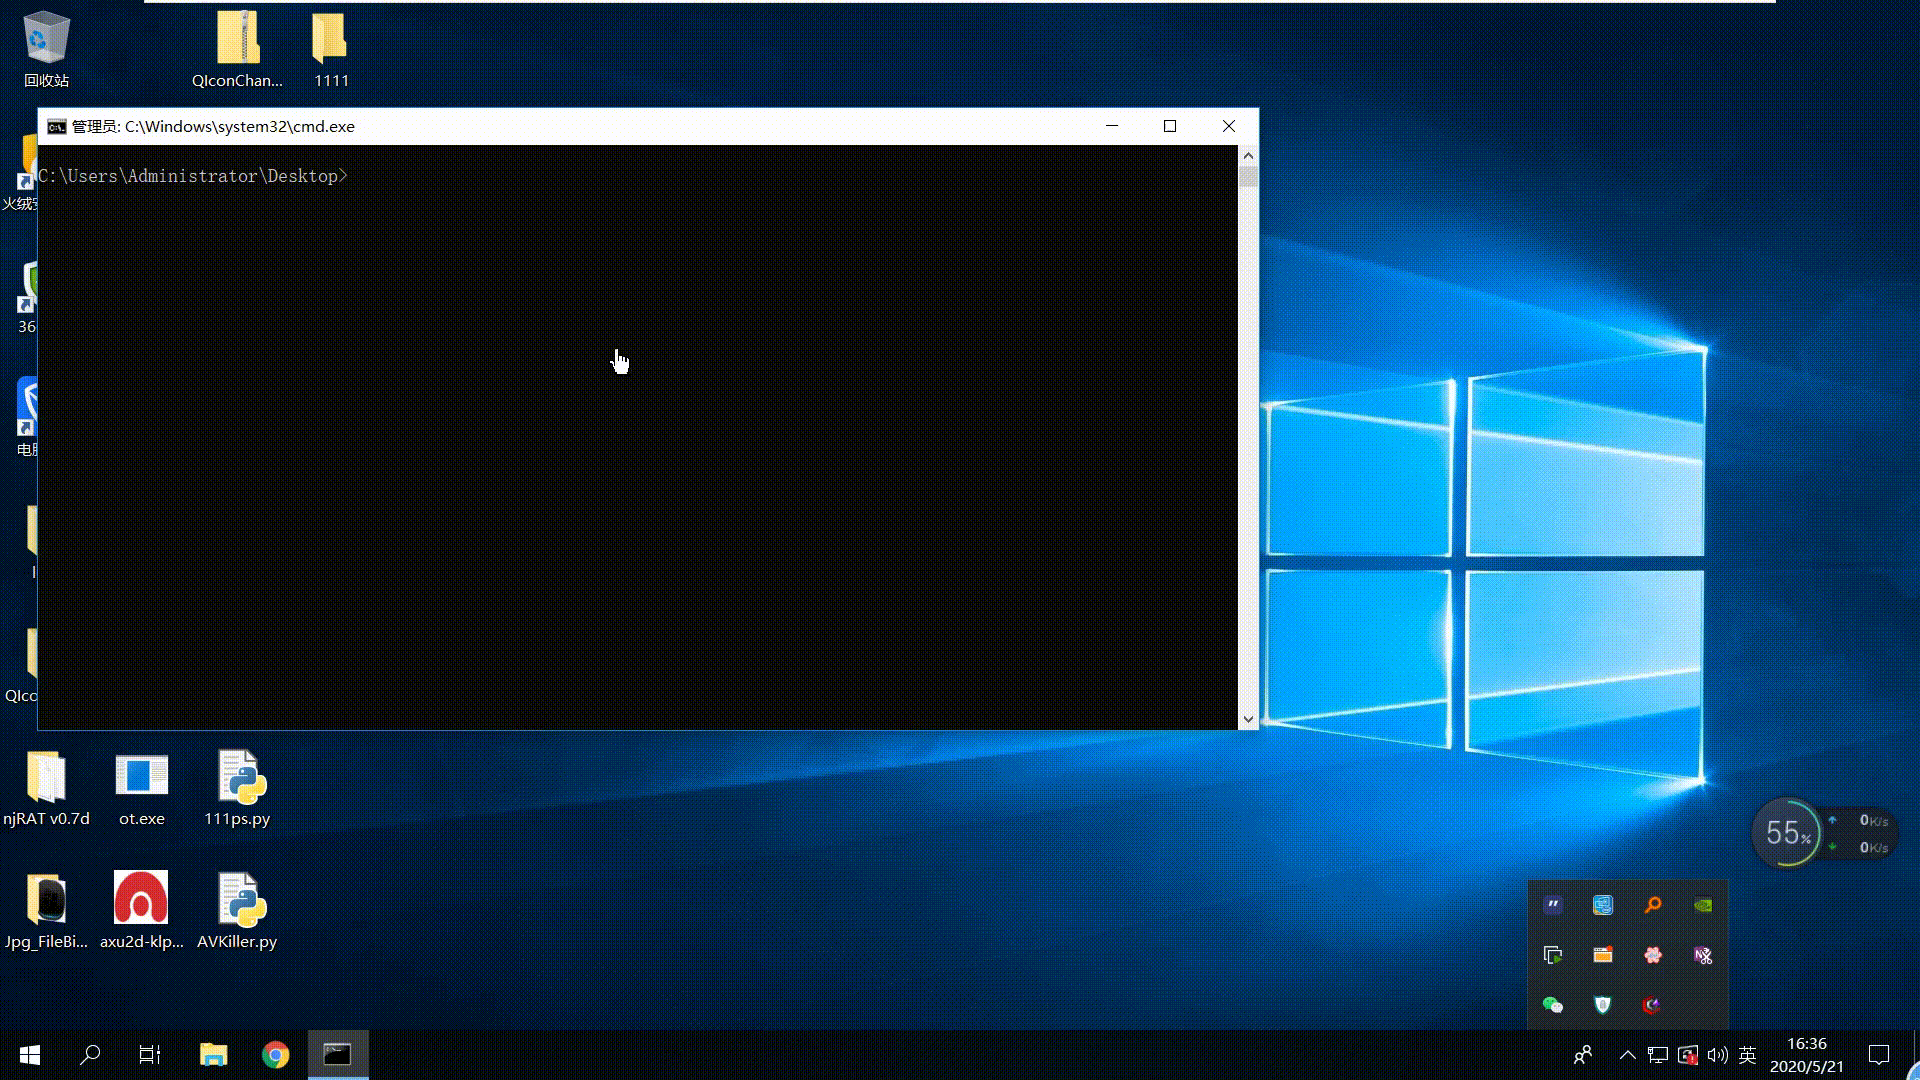 回收站
QIconChan...
1111
管理员: C:\Windows\system32\cmd.exe
C:\Users\Administrator\Desktop>
火绒
36
电
QIco
njRAT v0.7d
ot.exe
111ps.py
Jpg_FileBi...
axu2d-klp...
AVKiller.py
55%
0K/s
0K/s
英
16:36
2020/5/21